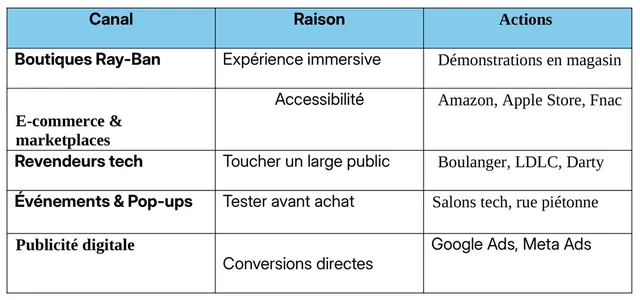 Canal Raison Actions
Boutiques Ray-Ban Expérience immersive Démonstrations en magasin
E-commerce & marketplaces Accessibilité Amazon, Apple Store, Fnac
Revendeurs tech Toucher un large public Boulanger, LDLC, Darty
Événements & Pop-ups Tester avant achat Salons tech, rue piétonne
Publicité digitale Conversions directes Google Ads, Meta Ads